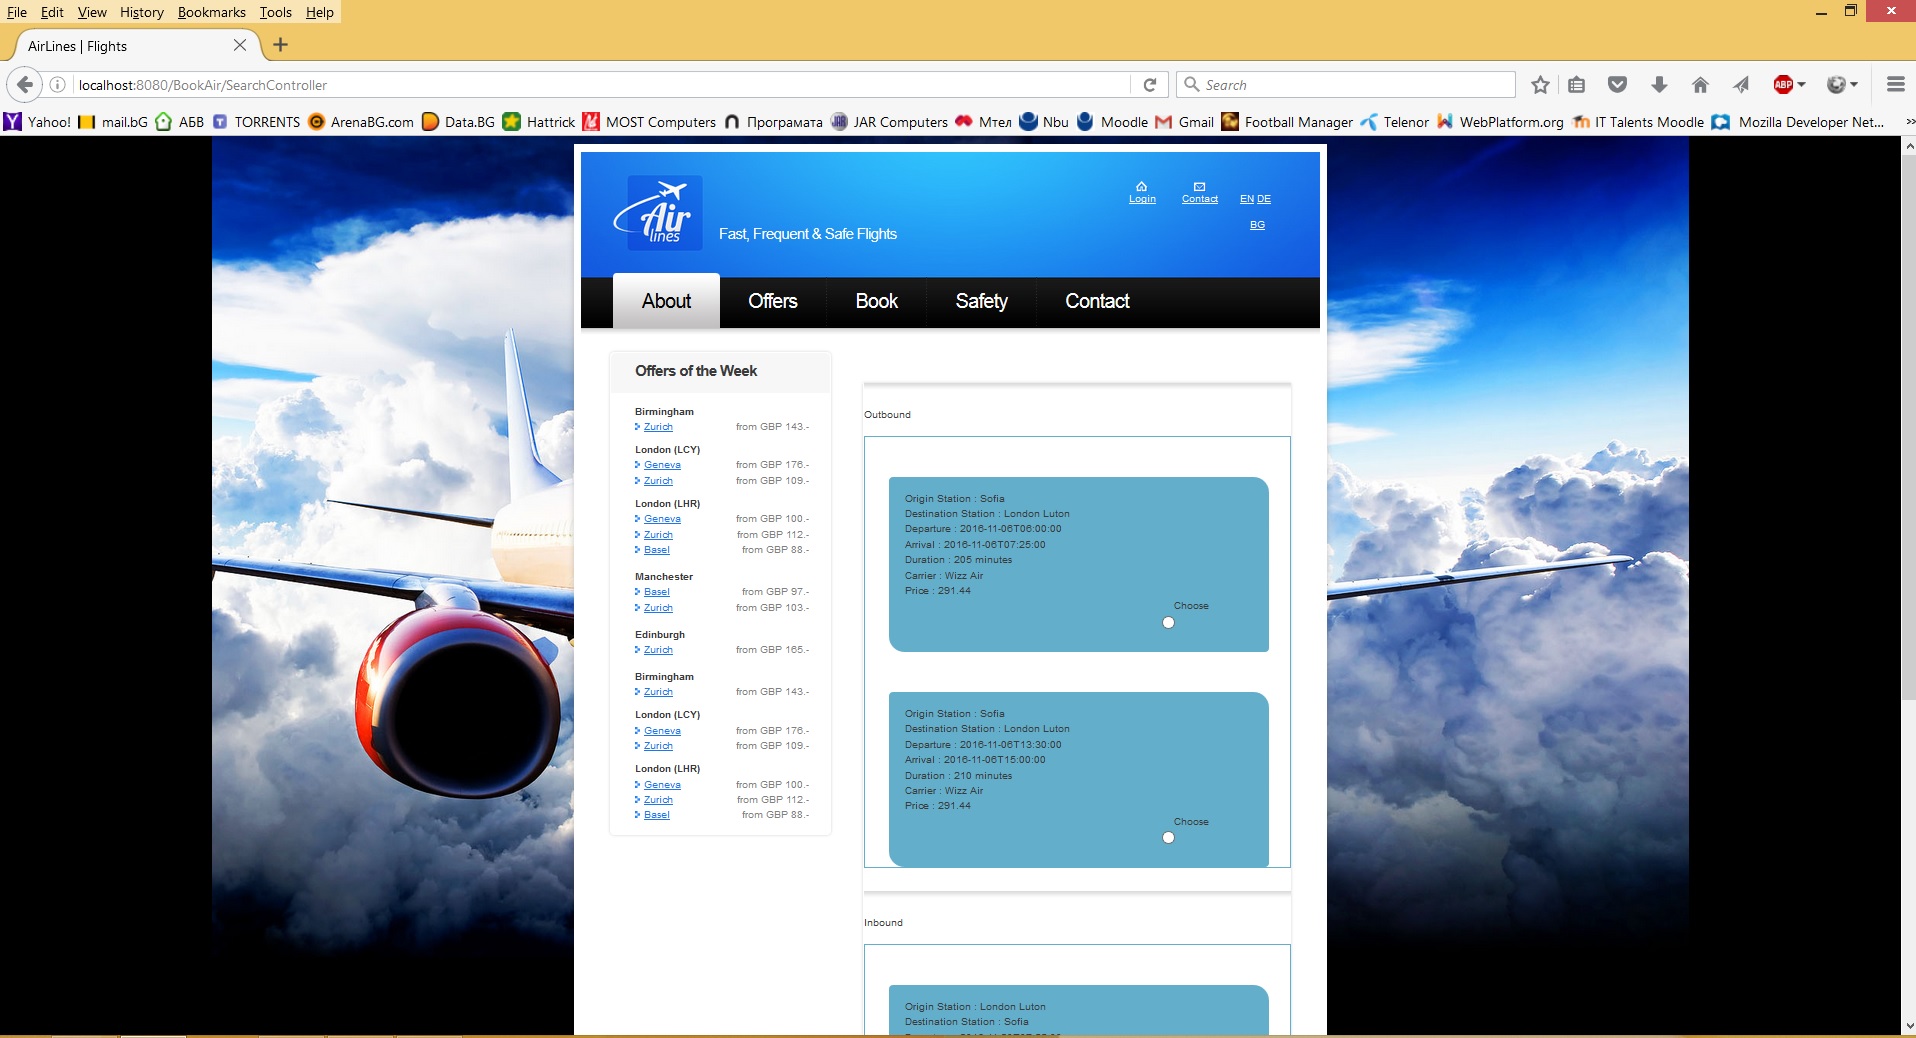 File Edit View History Bookmarks Tools Help
AirLines | Flights
localhost:8080/BookAir/SearchController
Search
ABP
Yahoo! mail.bG ABB TORRENTS ArenaBG.com Data.BG Hattrick MOST Computers Програмата JAR Computers Мтел Nbu Moodle Gmail Football Manager Telenor WebPlatform.org IT Talents Moodle Mozilla Developer Net...
Air
lines
Fast, Frequent & Safe Flights
Login Contact EN DE
BG
About Offers Book Safety Contact
Offers of the Week
Birmingham
Zurich from GBP 143.-
London (LCY)
Geneva from GBP 176.-
Zurich from GBP 109.-
London (LHR)
Geneva from GBP 100.-
Zurich from GBP 112.-
Basel from GBP 88.-
Manchester
Basel from GBP 97.-
Zurich from GBP 103.-
Edinburgh
Zurich from GBP 165.-
Birmingham
Zurich from GBP 143.-
London (LCY)
Geneva from GBP 176.-
Zurich from GBP 109.-
London (LHR)
Geneva from GBP 100.-
Zurich from GBP 112.-
Basel from GBP 88.-
Outbound
Origin Station : Sofia
Destination Station : London Luton
Departure : 2016-11-06T06:00:00
Arrival : 2016-11-06T07:25:00
Duration : 205 minutes
Carrier : Wizz Air
Price : 291.44
Choose
Origin Station : Sofia
Destination Station : London Luton
Departure : 2016-11-06T13:30:00
Arrival : 2016-11-06T15:00:00
Duration : 210 minutes
Carrier : Wizz Air
Price : 291.44
Choose
Inbound
Origin Station : London Luton
Destination Station : Sofia